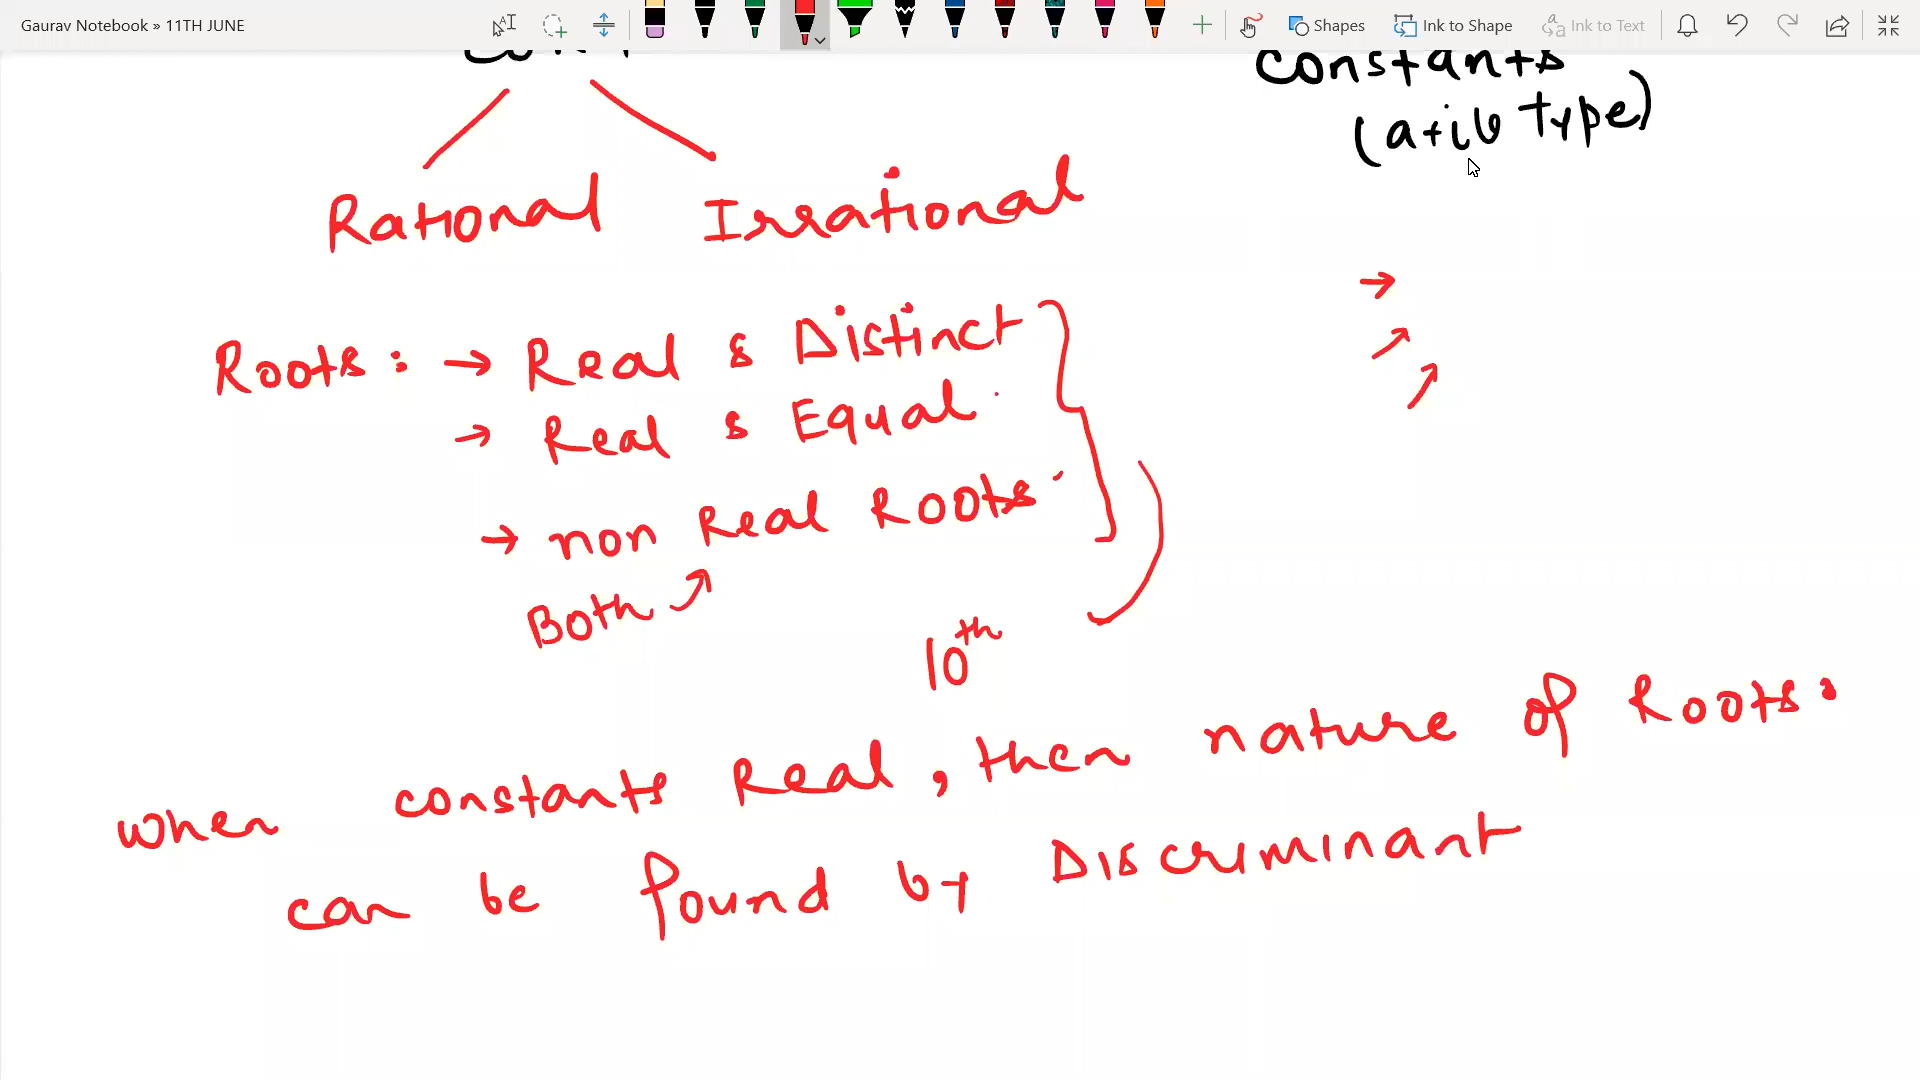 Gaurav Notebook » 11TH JUNE
Shapes
Ink to Shape
Ink to Text
constants
(a+ib Type)
Rational Irrational
Roots : → Real & Distinct
→ Real & Equal
→ non Real Roots
Both
10th
when constants Real, then nature of Roots:
can be found by Discriminant